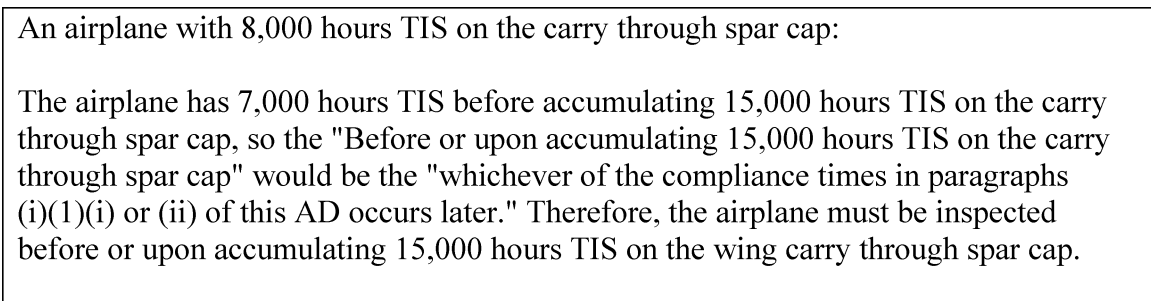 An airplane with 8,000 hours TIS on the carry through spar cap:
The airplane has 7,000 hours TIS before accumulating 15,000 hours TIS on the carry
through spar cap, so the "Before or upon accumulating 15,000 hours TIS on the carry
through spar cap" would be the "whichever of the compliance times in paragraphs
(i)(1)(i) or (ii) of this AD occurs later." Therefore, the airplane must be inspected
before or upon accumulating 15,000 hours TIS on the wing carry through spar cap.